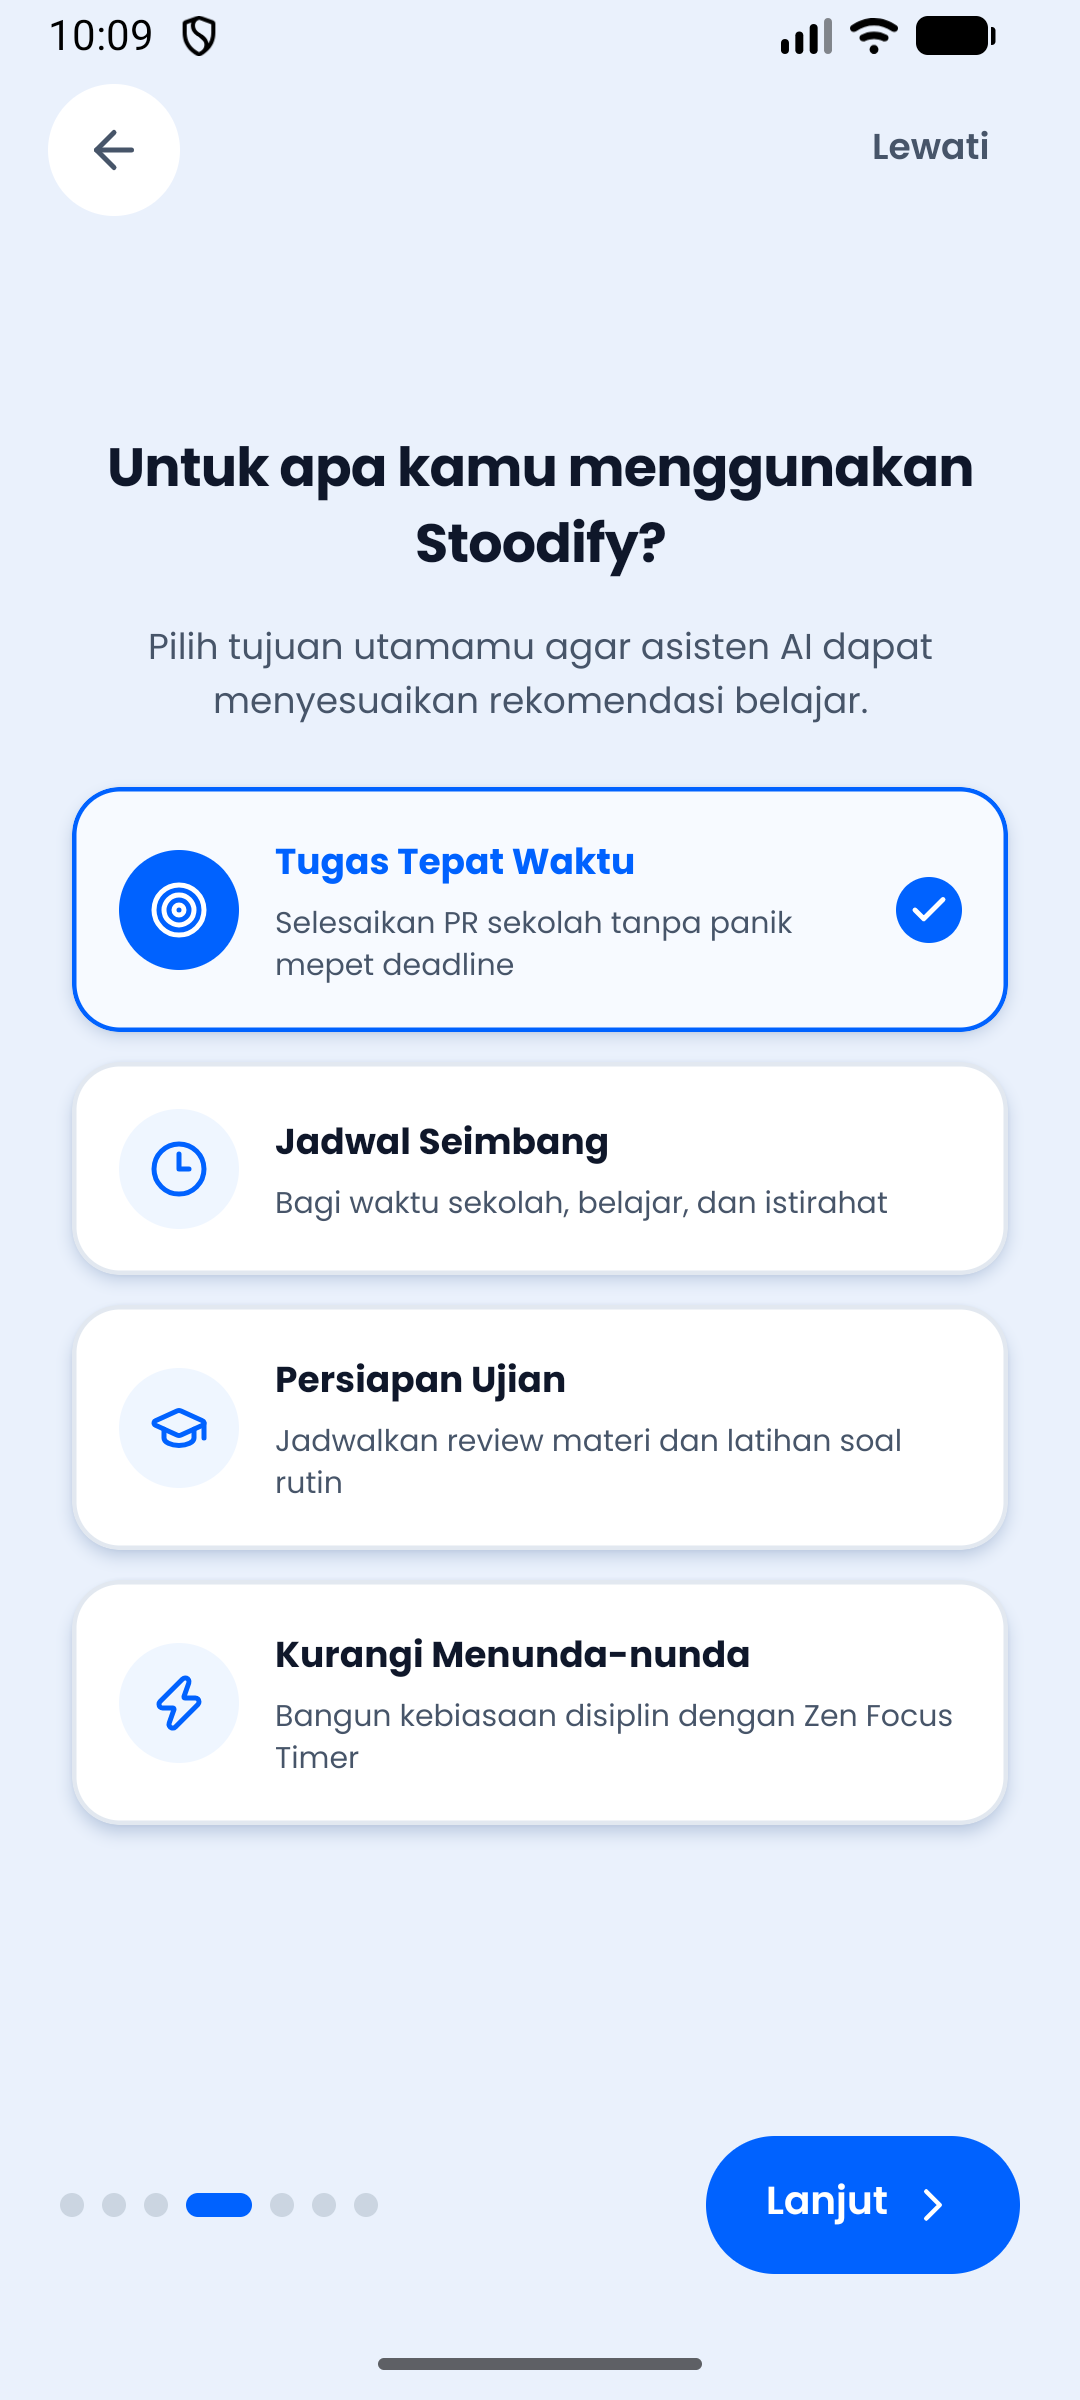 10:09
Lewati
Untuk apa kamu menggunakan
Stoodify?
Pilih tujuan utamamu agar asisten AI dapat
menyesuaikan rekomendasi belajar.
Tugas Tepat Waktu
Selesaikan PR sekolah tanpa panik
mepet deadline
Jadwal Seimbang
Bagi waktu sekolah, belajar, dan istirahat
Persiapan Ujian
Jadwalkan review materi dan latihan soal
rutin
Kurangi Menunda-nunda
Bangun kebiasaan disiplin dengan Zen Focus
Timer
Lanjut